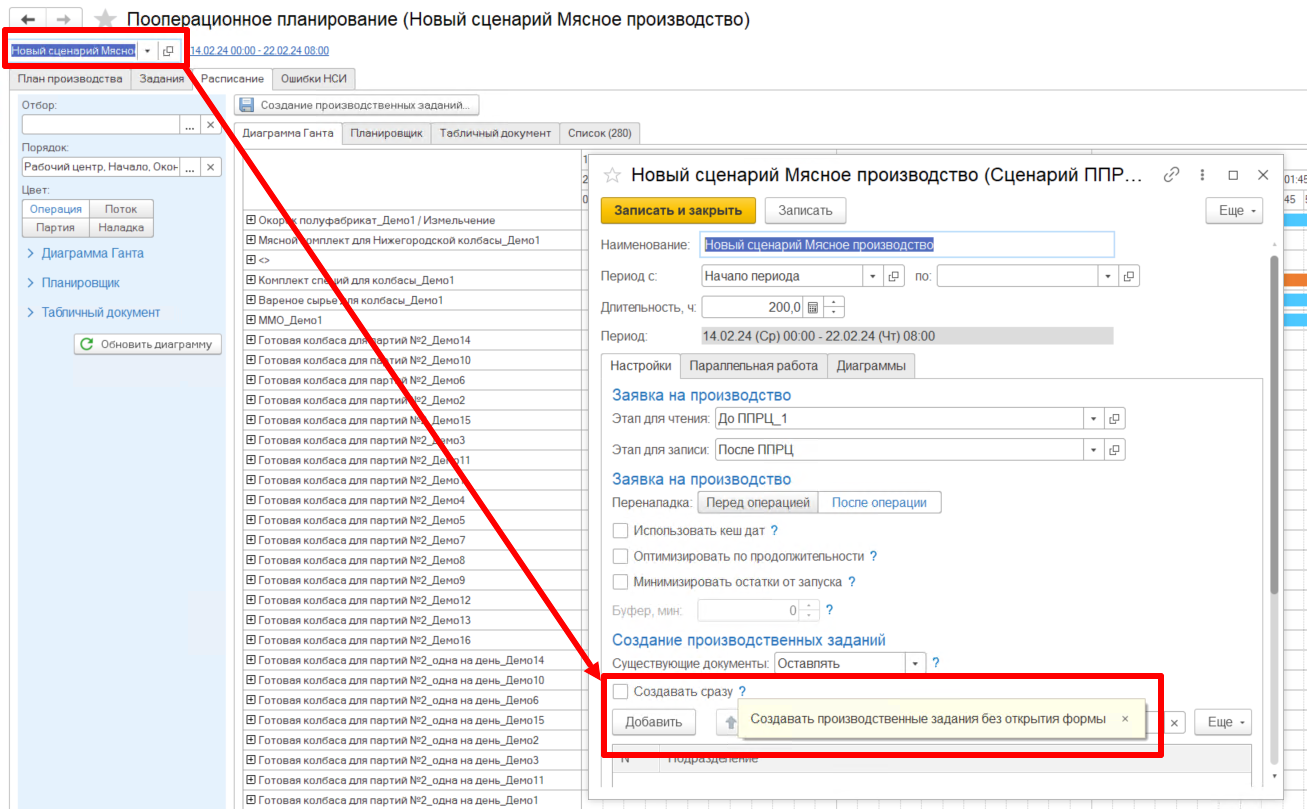 Пооперационное планирование (Новый сценарий Мясное производство)
Новый сценарий Мясно
14.02.24 00:00 - 22.02.24 08:00
План производства Задания Расписание Ошибки НСИ
Отбор:
... ×
Порядок:
Рабочий центр, Начало, Окон ... ×
Цвет:
Операция Поток
Партия Наладка
Диаграмма Ганта
Планировщик
Табличный документ
Обновить диаграмму
Создание производственных заданий...
Диаграмма Ганта Планировщик Табличный документ Список (280)
Окорок полуфабрикат_Демо1 / Измельчение
Мясной комплект для Нижегородской колбасы_Демо1
<>
Комплект специй для колбасы_Демо1
Вареное сырье для колбасы_Демо1
ММО_Демо1
Готовая колбаса для партий №2_Демо14
Готовая колбаса для партий №2_Демо10
Готовая колбаса для партий №2_Демо6
Готовая колбаса для партий №2_Демо2
Готовая колбаса для партий №2_Демо15
Готовая колбаса для партий №2_Демо3
Готовая колбаса для партий №2_Демо11
Готовая колбаса для партий №2_Демо
Готовая колбаса для партий №2_Демо4
Готовая колбаса для партий №2_Демо5
Готовая колбаса для партий №2_Демо7
Готовая колбаса для партий №2_Демо8
Готовая колбаса для партий №2_Демо9
Готовая колбаса для партий №2_Демо12
Готовая колбаса для партий №2_Демо13
Готовая колбаса для партий №2_Демо16
Готовая колбаса для партий №2_одна на день_Демо14
Готовая колбаса для партий №2_одна на день_Демо10
Готовая колбаса для партий №2_одна на день_Демо6
Готовая колбаса для партий №2_одна на день_Демо15
Готовая колбаса для партий №2_одна на день_Демо2
Готовая колбаса для партий №2_одна на день_Демо3
Готовая колбаса для партий №2_одна на день_Демо11
Готовая колбаса для партий №2_одна на день_Демо1
01:45
45
Новый сценарий Мясное производство (Сценарий ППР...
Записать и закрыть Записать Еще
Наименование: Новый сценарий Мясное производство
Период с: Начало периода по:
Длительность, ч: 200,0
Период: 14.02.24 (Ср) 00:00 - 22.02.24 (Чт) 08:00
Настройки Параллельная работа Диаграммы
Заявка на производство
Этап для чтения: До ППРЦ_1
Этап для записи: После ППРЦ
Заявка на производство
Переналадка: Перед операцией После операции
Использовать кеш дат ?
Оптимизировать по продолжительности ?
Минимизировать остатки от запуска ?
Буфер, мин: 0 ?
Создание производственных заданий
Существующие документы: Оставлять ?
Создавать сразу ?
Добавить Создавать производственные задания без открытия формы × × Еще
N Подразделение